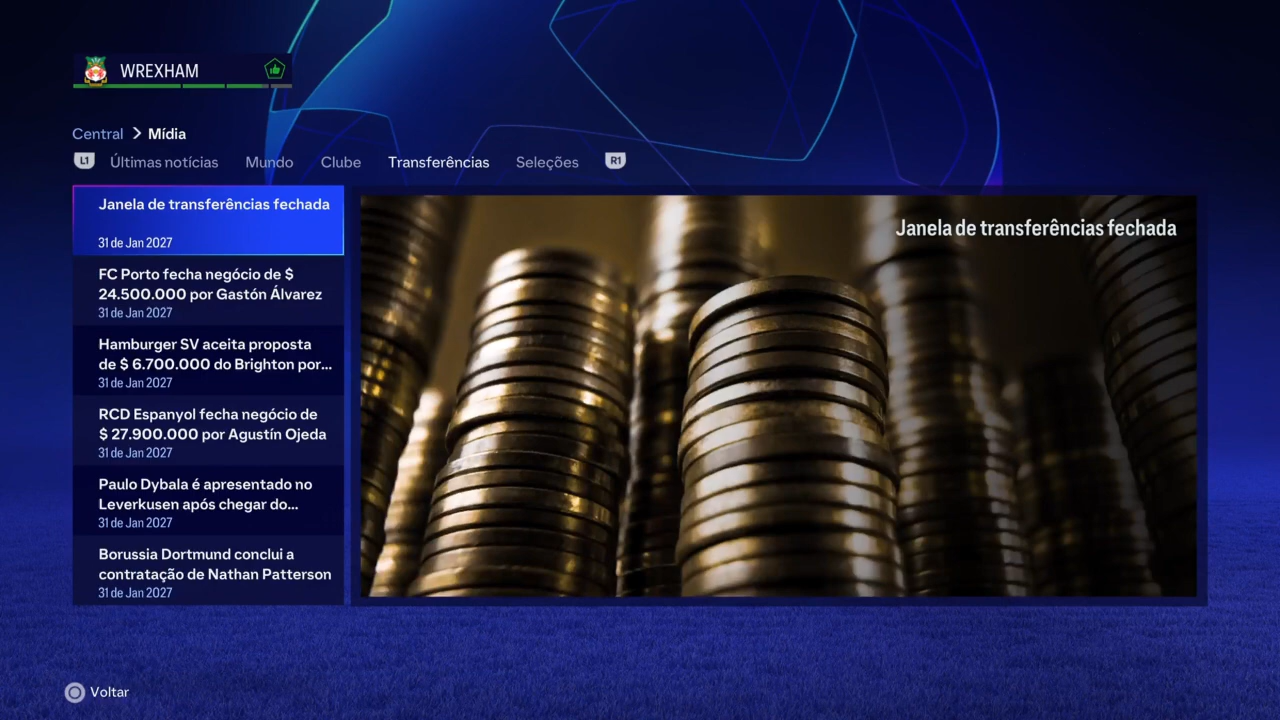 WREXHAM
Central > Mídia
L1 Últimas notícias Mundo Clube Transferências Seleções R1
Janela de transferências fechada
31 de Jan 2027
FC Porto fecha negócio de $
24.500.000 por Gastón Álvarez
31 de Jan 2027
Hamburger SV aceita proposta
de $ 6.700.000 do Brighton por...
31 de Jan 2027
RCD Espanyol fecha negócio de
$ 27.900.000 por Agustín Ojeda
31 de Jan 2027
Paulo Dybala é apresentado no
Leverkusen após chegar do...
31 de Jan 2027
Borussia Dortmund conclui a
contratação de Nathan Patterson
31 de Jan 2027
Janela de transferências fechada
Voltar